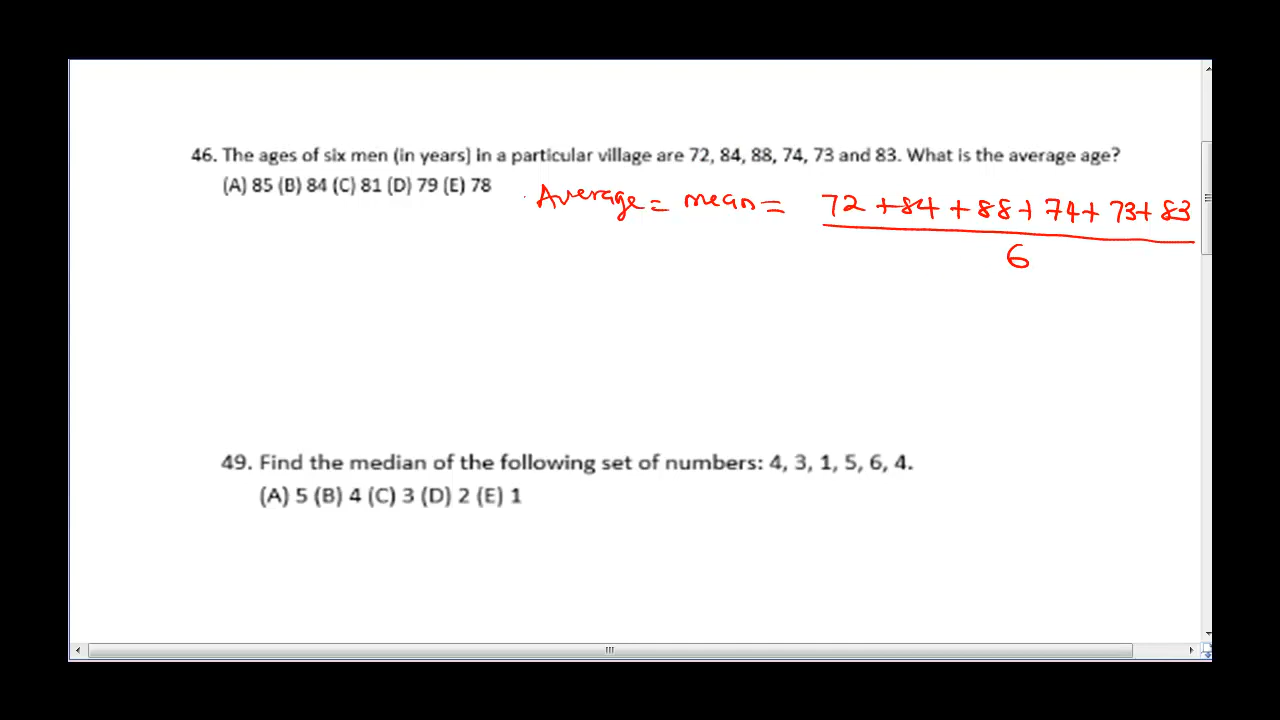 46. The ages of six men (in years) in a particular village are 72, 84, 88, 74, 73 and 83. What is the average age?
(A) 85 (B) 84 (C) 81 (D) 79 (E) 78
Average = mean = 72 + 84 + 88 + 74 + 73 + 83
6
49. Find the median of the following set of numbers: 4, 3, 1, 5, 6, 4.
(A) 5 (B) 4 (C) 3 (D) 2 (E) 1